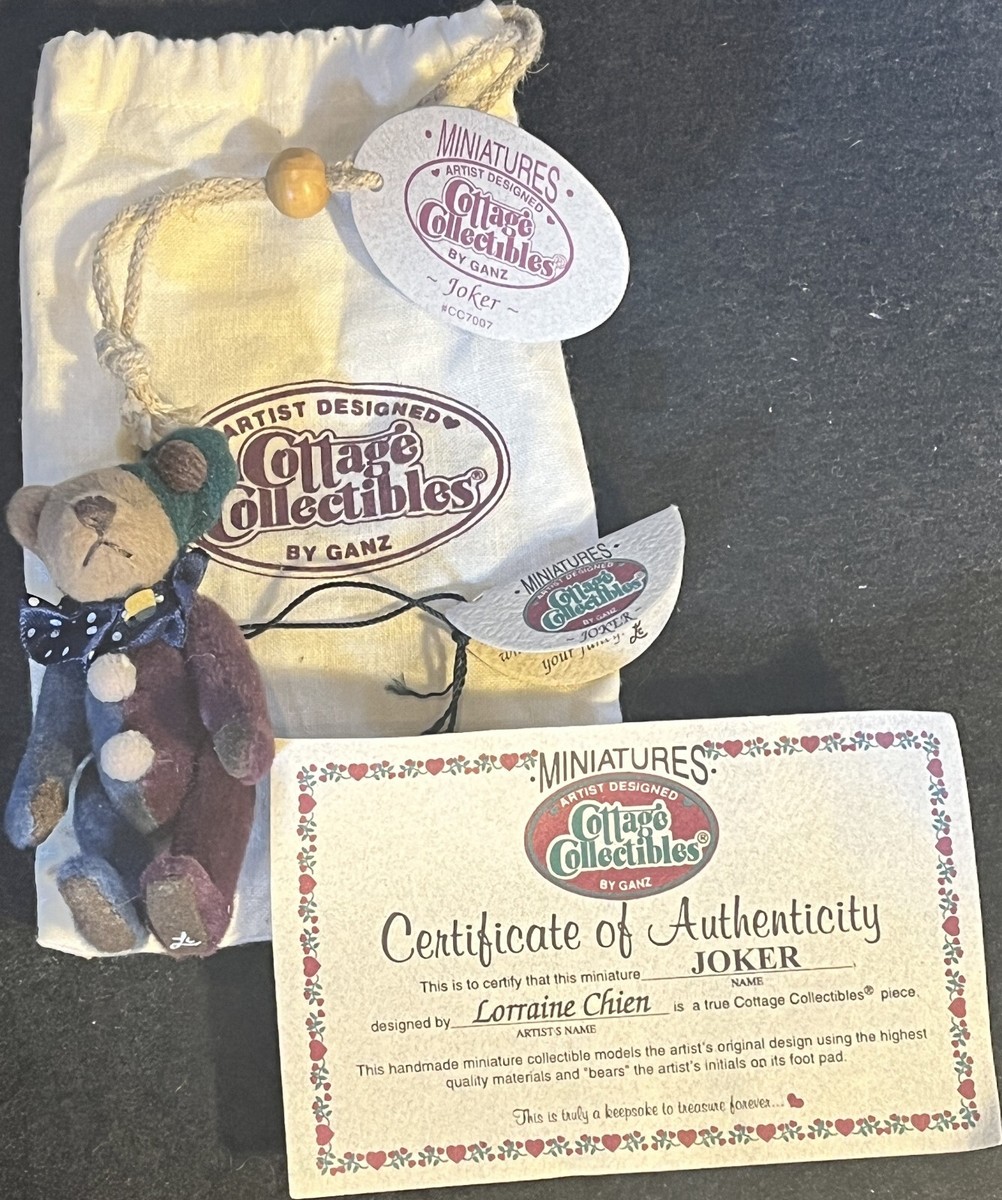 · MINIATURES ·
ARTIST DESIGNED
Cottage
Collectibles®
BY GANZ
~ Joker ~
#CC7007
ARTIST DESIGNED
Cottage
Collectibles®
BY GANZ
· MINIATURES ·
ARTIST DESIGNED
Cottage
Collectibles
BY GANZ
~ JOKER ~
your
Lc
Lc
·MINIATURES·
ARTIST DESIGNED
Cottage
Collectibles®
BY GANZ
Certificate of Authenticity
This is to certify that this miniature JOKER,
NAME
designed by Lorraine Chien is a true Cottage Collectibles® piece.
ARTIST'S NAME
This handmade miniature collectible models the artist's original design using the highest
quality materials and "bears" the artist's initials on its foot pad.
This is truly a keepsake to treasure forever...